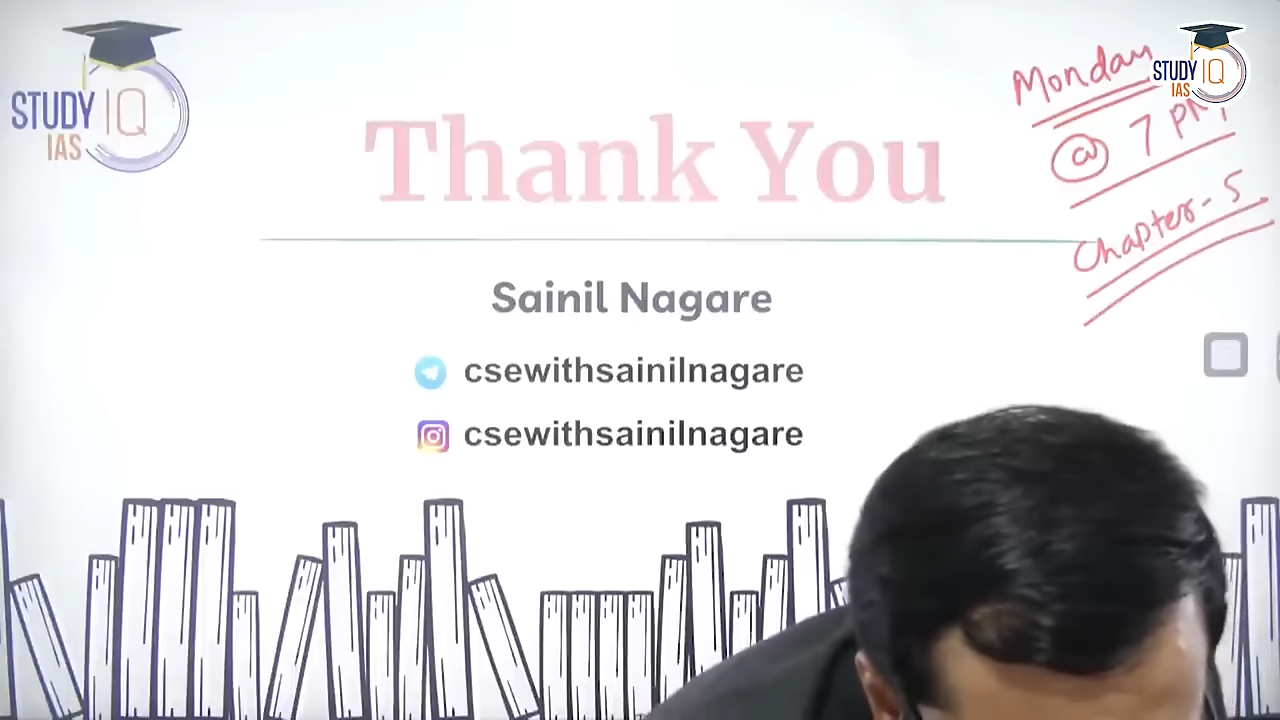 STUDY IQ
IAS
Thank You
Sainil Nagare
csewithsainilnagare
csewithsainilnagare
Monday
@ 7 PM
Chapter - 5
STUDY IQ
IAS